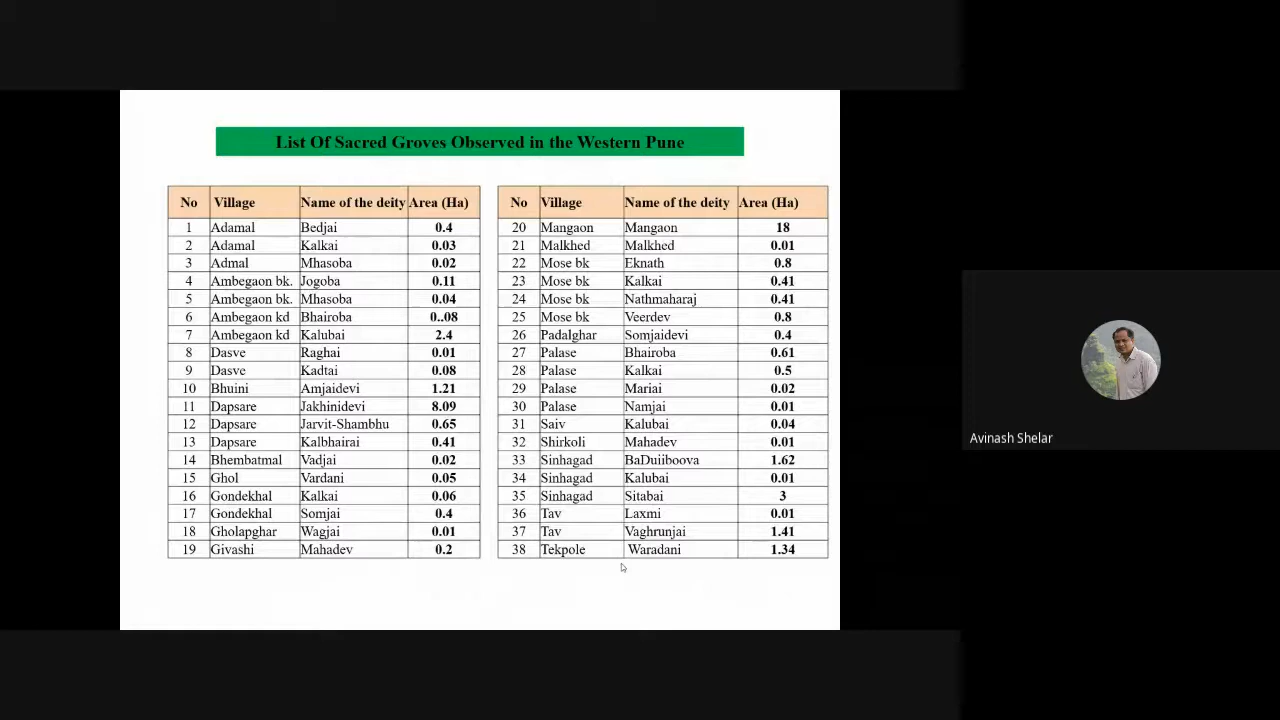 List Of Sacred Groves Observed in the Western Pune
No Village Name of the deity Area (Ha)
1 Adamal Bedjai 0.4
2 Adamal Kalkai 0.03
3 Admal Mhasoba 0.02
4 Ambegaon bk. Jogoba 0.11
5 Ambegaon bk. Mhasoba 0.04
6 Ambegaon kd Bhairoba 0..08
7 Ambegaon kd Kalubai 2.4
8 Dasve Raghai 0.01
9 Dasve Kadtai 0.08
10 Bhuini Amjaidevi 1.21
11 Dapsare Jakhinidevi 8.09
12 Dapsare Jarvit-Shambhu 0.65
13 Dapsare Kalbhairai 0.41
14 Bhembatmal Vadjai 0.02
15 Ghol Vardani 0.05
16 Gondekhal Kalkai 0.06
17 Gondekhal Somjai 0.4
18 Gholapghar Wagjai 0.01
19 Givashi Mahadev 0.2
No Village Name of the deity Area (Ha)
20 Mangaon Mangaon 18
21 Malkhed Malkhed 0.01
22 Mose bk Eknath 0.8
23 Mose bk Kalkai 0.41
24 Mose bk Nathmaharaj 0.41
25 Mose bk Veerdev 0.8
26 Padalghar Somjaidevi 0.4
27 Palase Bhairoba 0.61
28 Palase Kalkai 0.5
29 Palase Mariai 0.02
30 Palase Namjai 0.01
31 Saiv Kalubai 0.04
32 Shirkoli Mahadev 0.01
33 Sinhagad BaDuiiboova 1.62
34 Sinhagad Kalubai 0.01
35 Sinhagad Sitabai 3
36 Tav Laxmi 0.01
37 Tav Vaghrunjai 1.41
38 Tekpole Waradani 1.34
Avinash Shelar